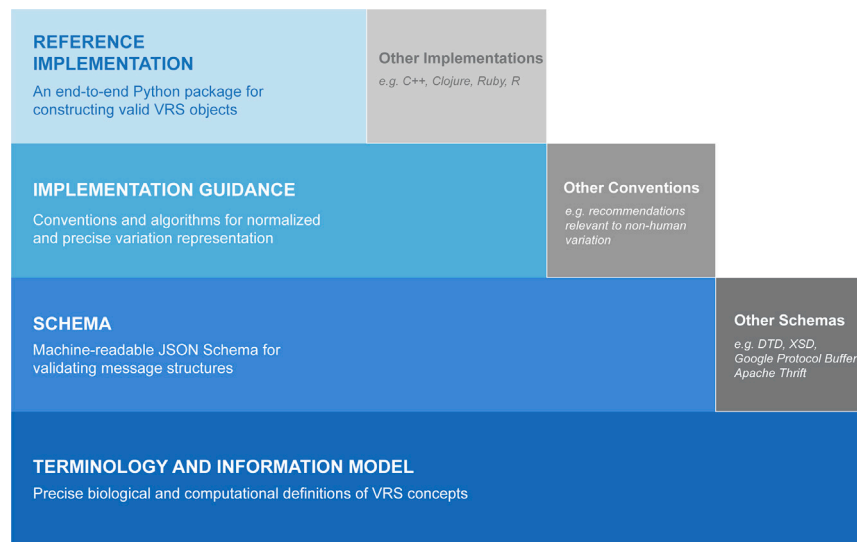 REFERENCE
IMPLEMENTATION
An end-to-end Python package for
constructing valid VRS objects
Other Implementations
e.g. C++, Clojure, Ruby, R
IMPLEMENTATION GUIDANCE
Conventions and algorithms for normalized
and precise variation representation
Other Conventions
e.g. recommendations
relevant to non-human
variation
SCHEMA
Machine-readable JSON Schema for
validating message structures
Other Schemas
e.g. DTD, XSD,
Google Protocol Buffer
Apache Thrift
TERMINOLOGY AND INFORMATION MODEL
Precise biological and computational definitions of VRS concepts